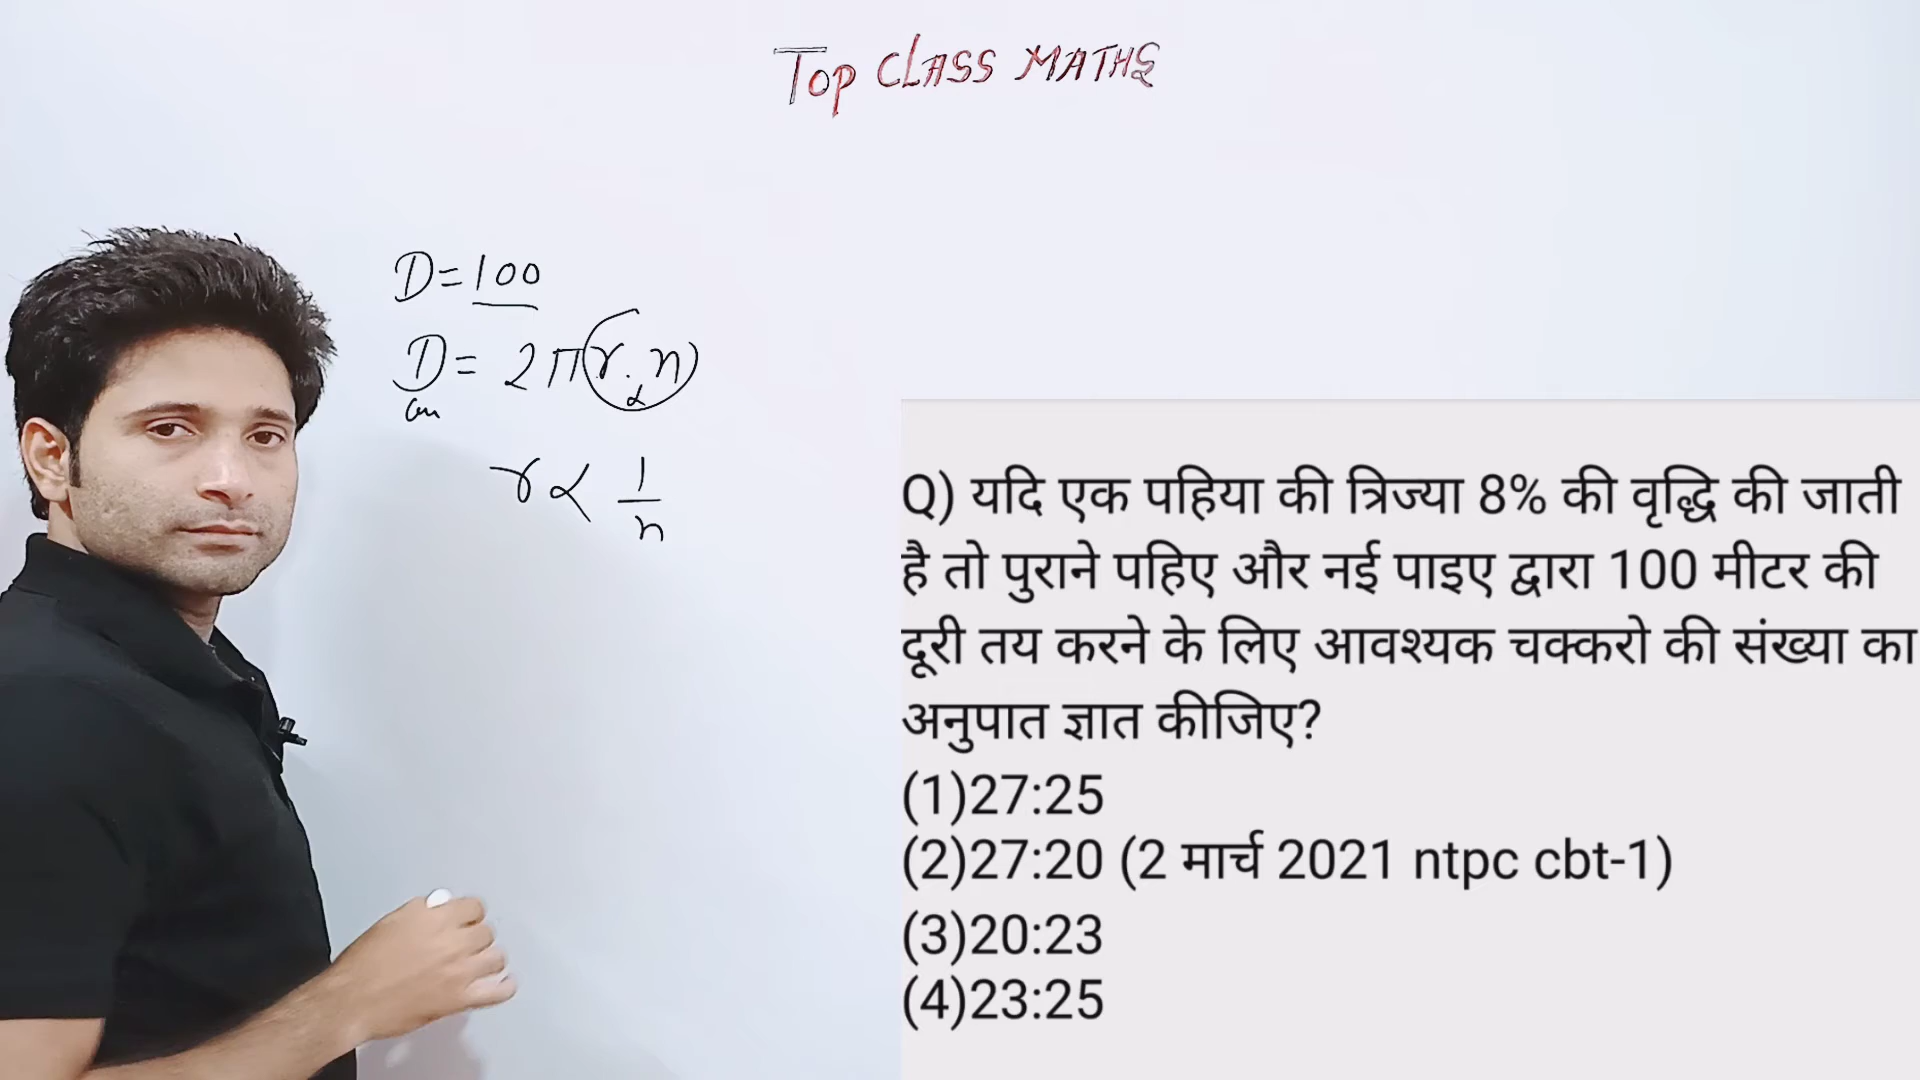 Top CLASS MATHS
D=100
D = 2π(r.n)
r ∝ 1/n
Q) यदि एक पहिया की त्रिज्या 8% की वृद्धि की जाती
है तो पुराने पहिए और नई पाइए द्वारा 100 मीटर की
दूरी तय करने के लिए आवश्यक चक्करो की संख्या का
अनुपात ज्ञात कीजिए?
(1)27:25
(2)27:20 (2 मार्च 2021 ntpc cbt-1)
(3)20:23
(4)23:25